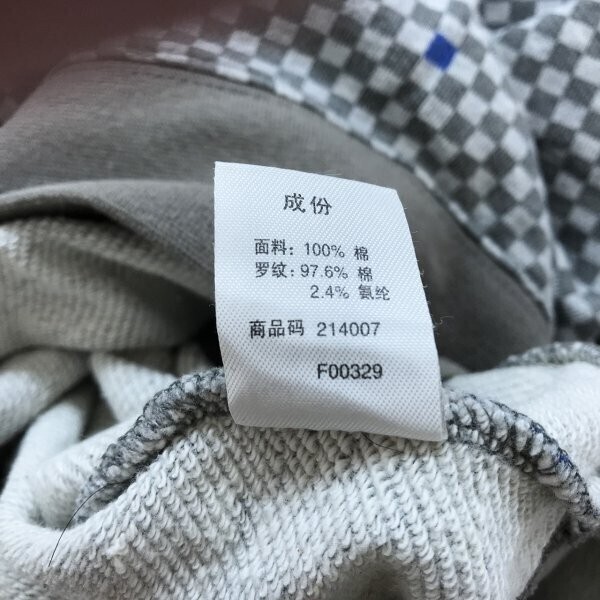 成份
面料: 100% 棉
罗纹: 97.6% 棉
2.4% 氨纶
商品码 214007
F00329